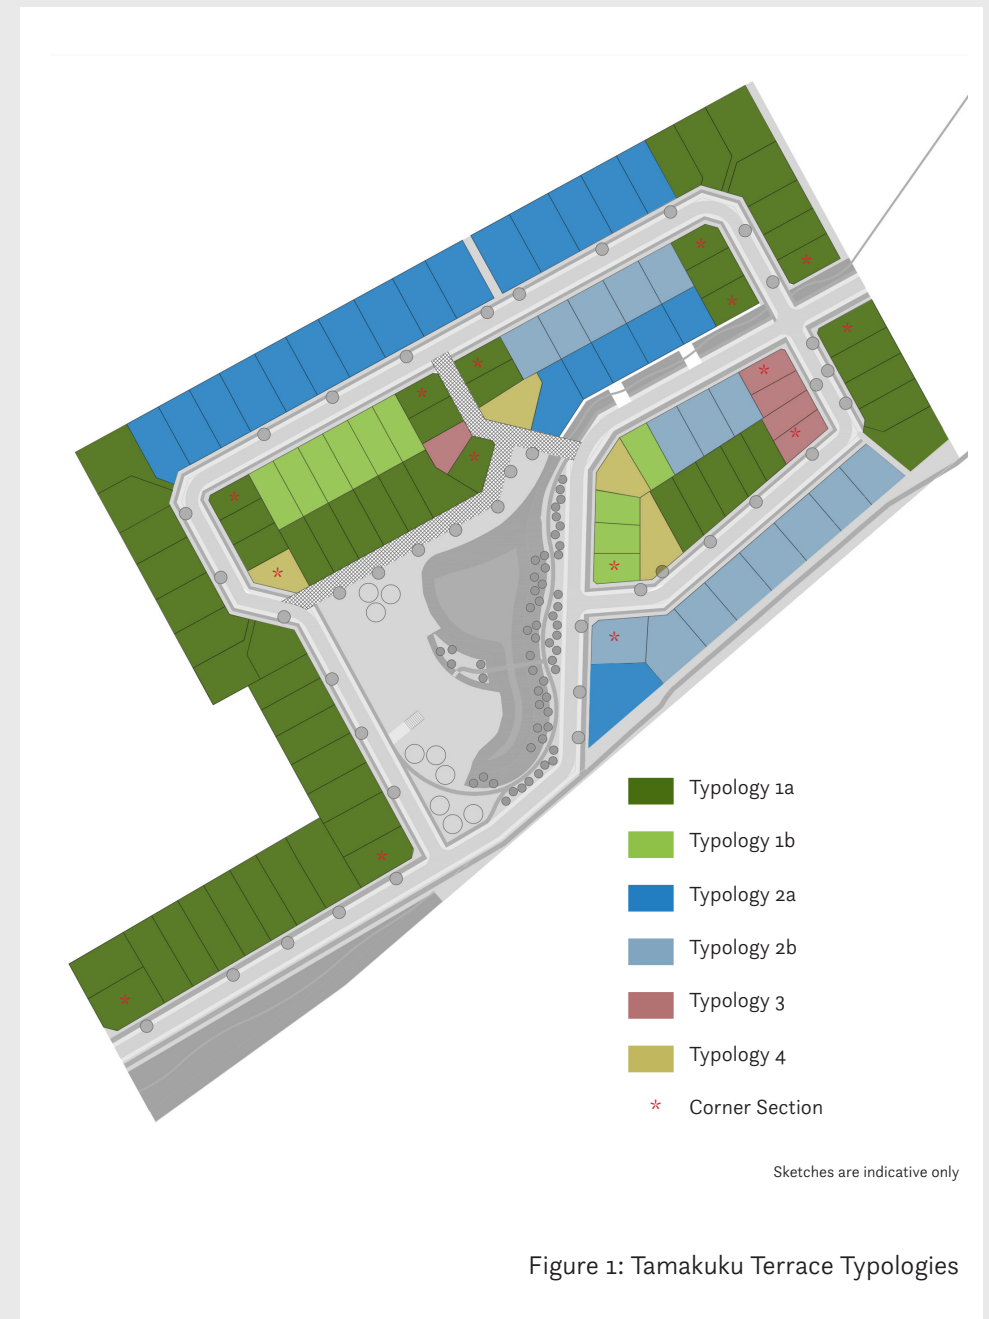 Typology 1a
Typology 1b
Typology 2a
Typology 2b
Typology 3
Typology 4
* Corner Section
Sketches are indicative only
Figure 1: Tamakuku Terrace Typologies